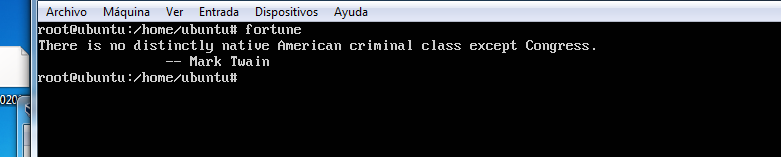 Archivo Máquina Ver Entrada Dispositivos Ayuda
root@ubuntu:/home/ubuntu# fortune
There is no distinctly native American criminal class except Congress.
-- Mark Twain
root@ubuntu:/home/ubuntu#